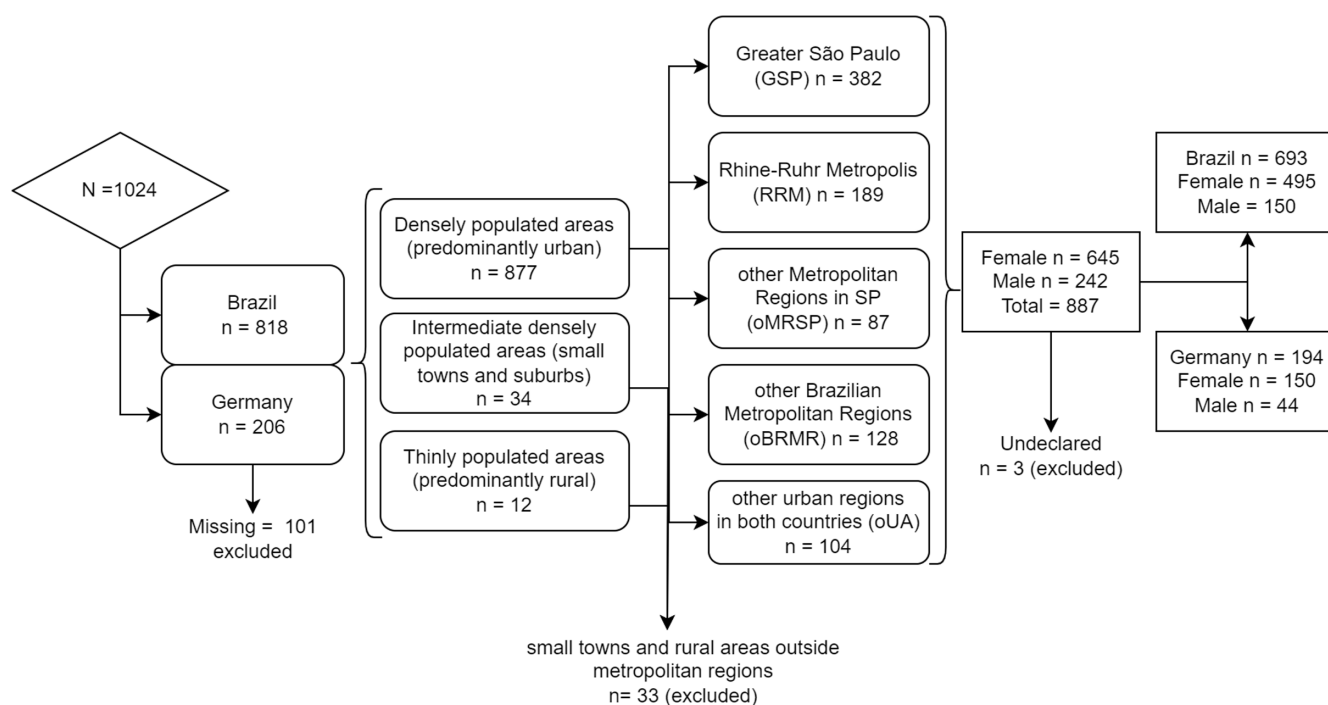 N =1024
Brazil
n = 818
Germany
n = 206
Missing =  101
excluded
Densely populated areas
(predominantly urban)
n = 877
Intermediate densely
populated areas (small
towns and suburbs)
n = 34
Thinly populated areas
(predominantly rural)
n = 12
small towns and rural areas outside
metropolitan regions
n= 33 (excluded)
Greater São Paulo
(GSP) n = 382
Rhine-Ruhr Metropolis
(RRM) n = 189
other Metropolitan
Regions in SP
(oMRSP) n = 87
other Brazilian
Metropolitan Regions
(oBRMR) n = 128
other urban regions
in both countries (oUA)
n = 104
Female n = 645
Male n = 242
Total = 887
Undeclared
n = 3 (excluded)
Brazil n = 693
Female n = 495
Male = 150
Germany n = 194
Female n = 150
Male n = 44